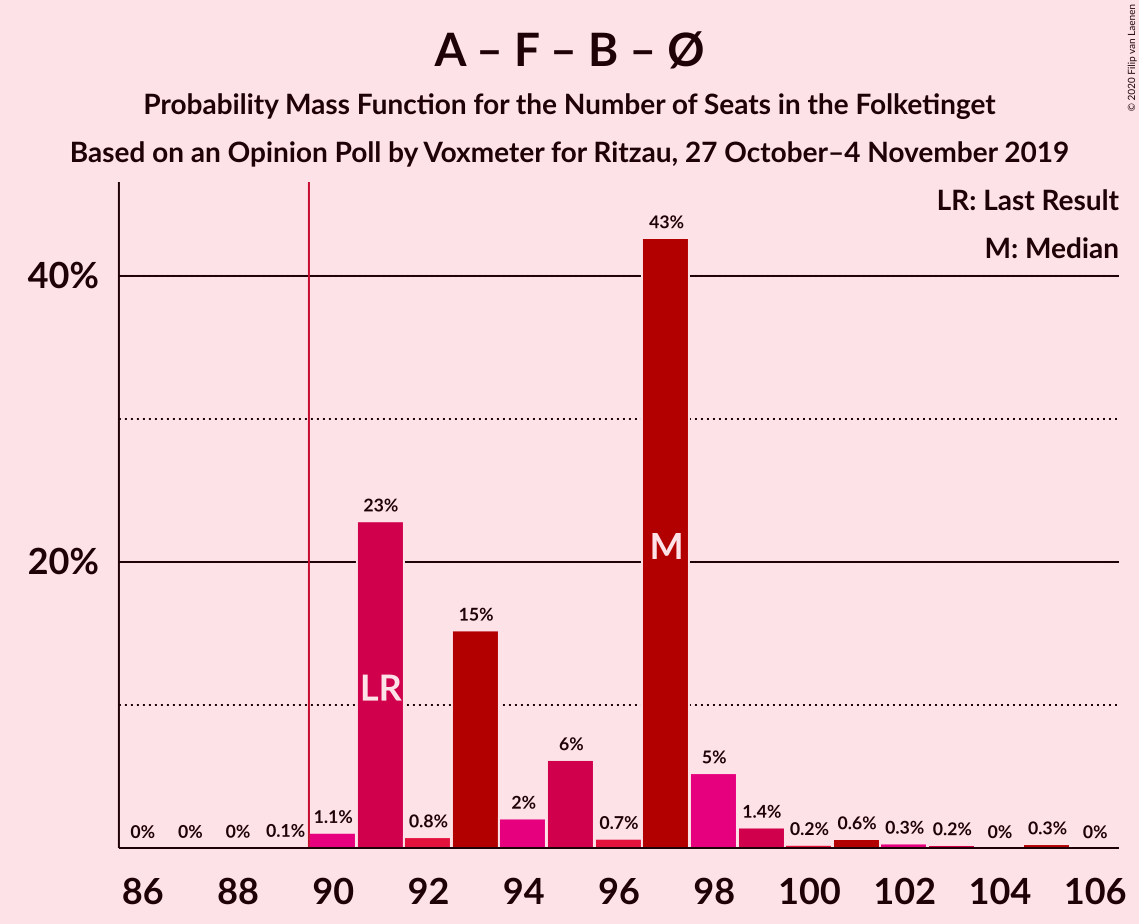 A – F – B – Ø
Probability Mass Function for the Number of Seats in the Folketinget
Based on an Opinion Poll by Voxmeter for Ritzau, 27 October–4 November 2019
© 2020 Filip van Laenen
LR: Last Result
M: Median
40%
20%
0% 0% 0% 0.1% 1.1% 23% 0.8% 15% 2% 6% 0.7% 43% 5% 1.4% 0.2% 0.6% 0.3% 0.2% 0% 0.3% 0%
LR
M
86 88 90 92 94 96 98 100 102 104 106